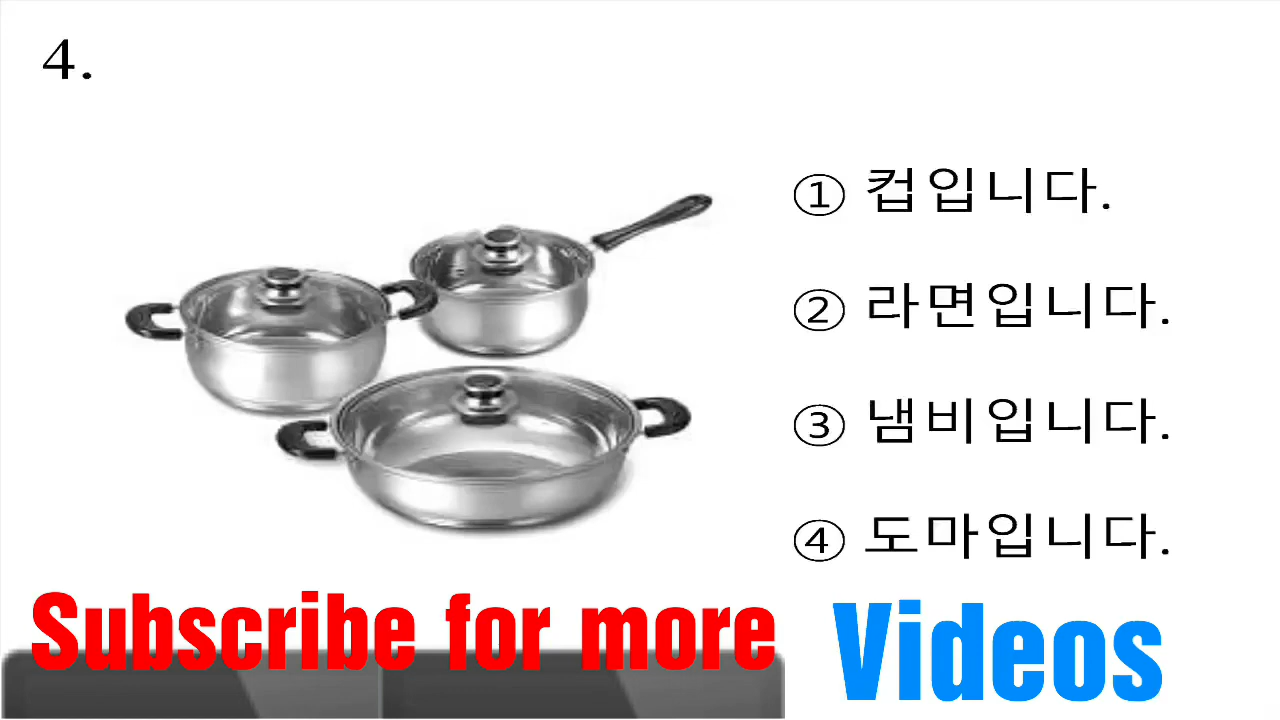 4.
① 컵입니다.
② 라면입니다.
③ 냄비입니다.
④ 도마입니다.
Subscribe for more Videos